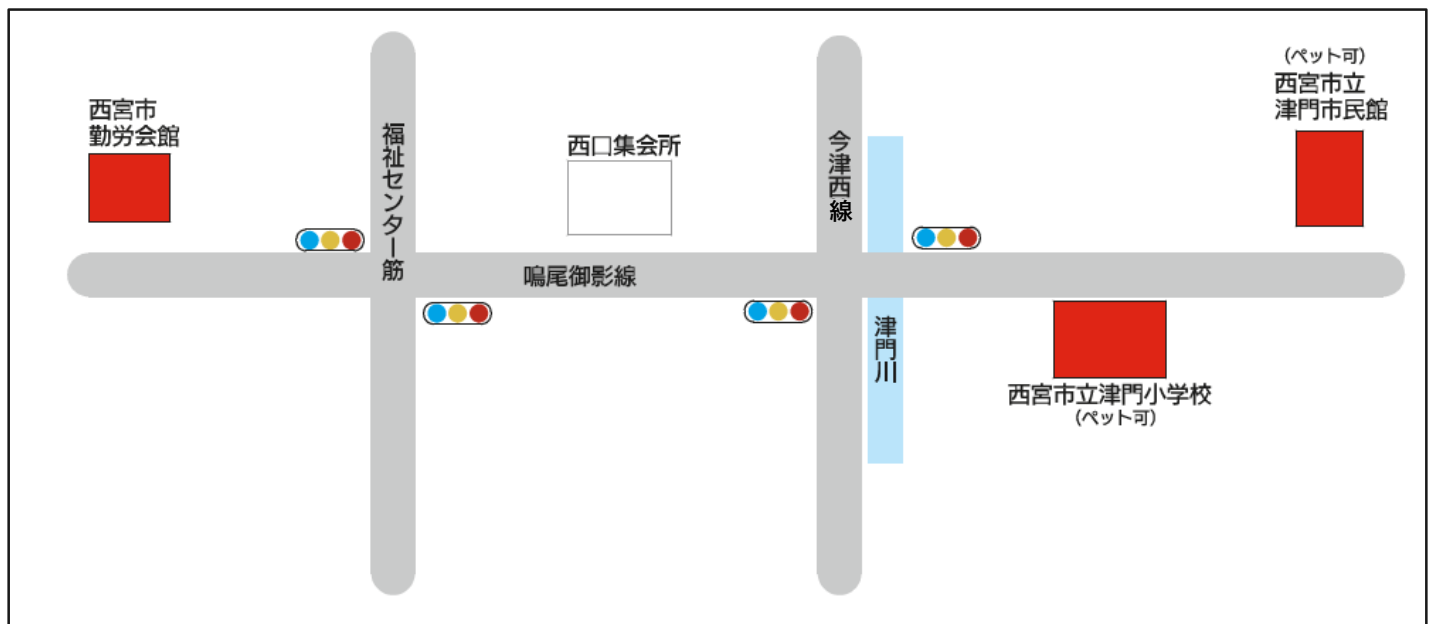 西宮市
勤労会館
福祉センター筋
西口集会所
今津西線
(ペット可)
西宮市立
津門市民館
鳴尾御影線
津門川
西宮市立津門小学校
(ペット可)